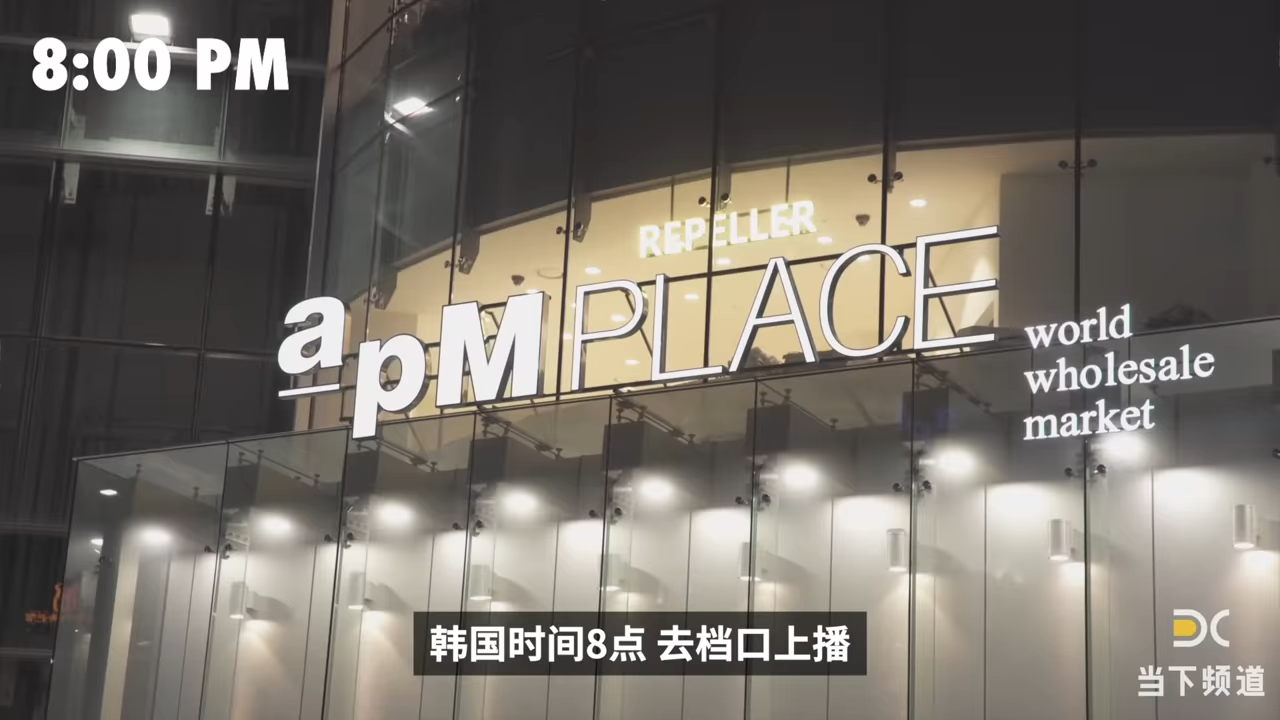 8:00 PM
REPELLER
apM PLACE
world
wholesale
market
韩国时间8点 去档口上播
DC
当下频道